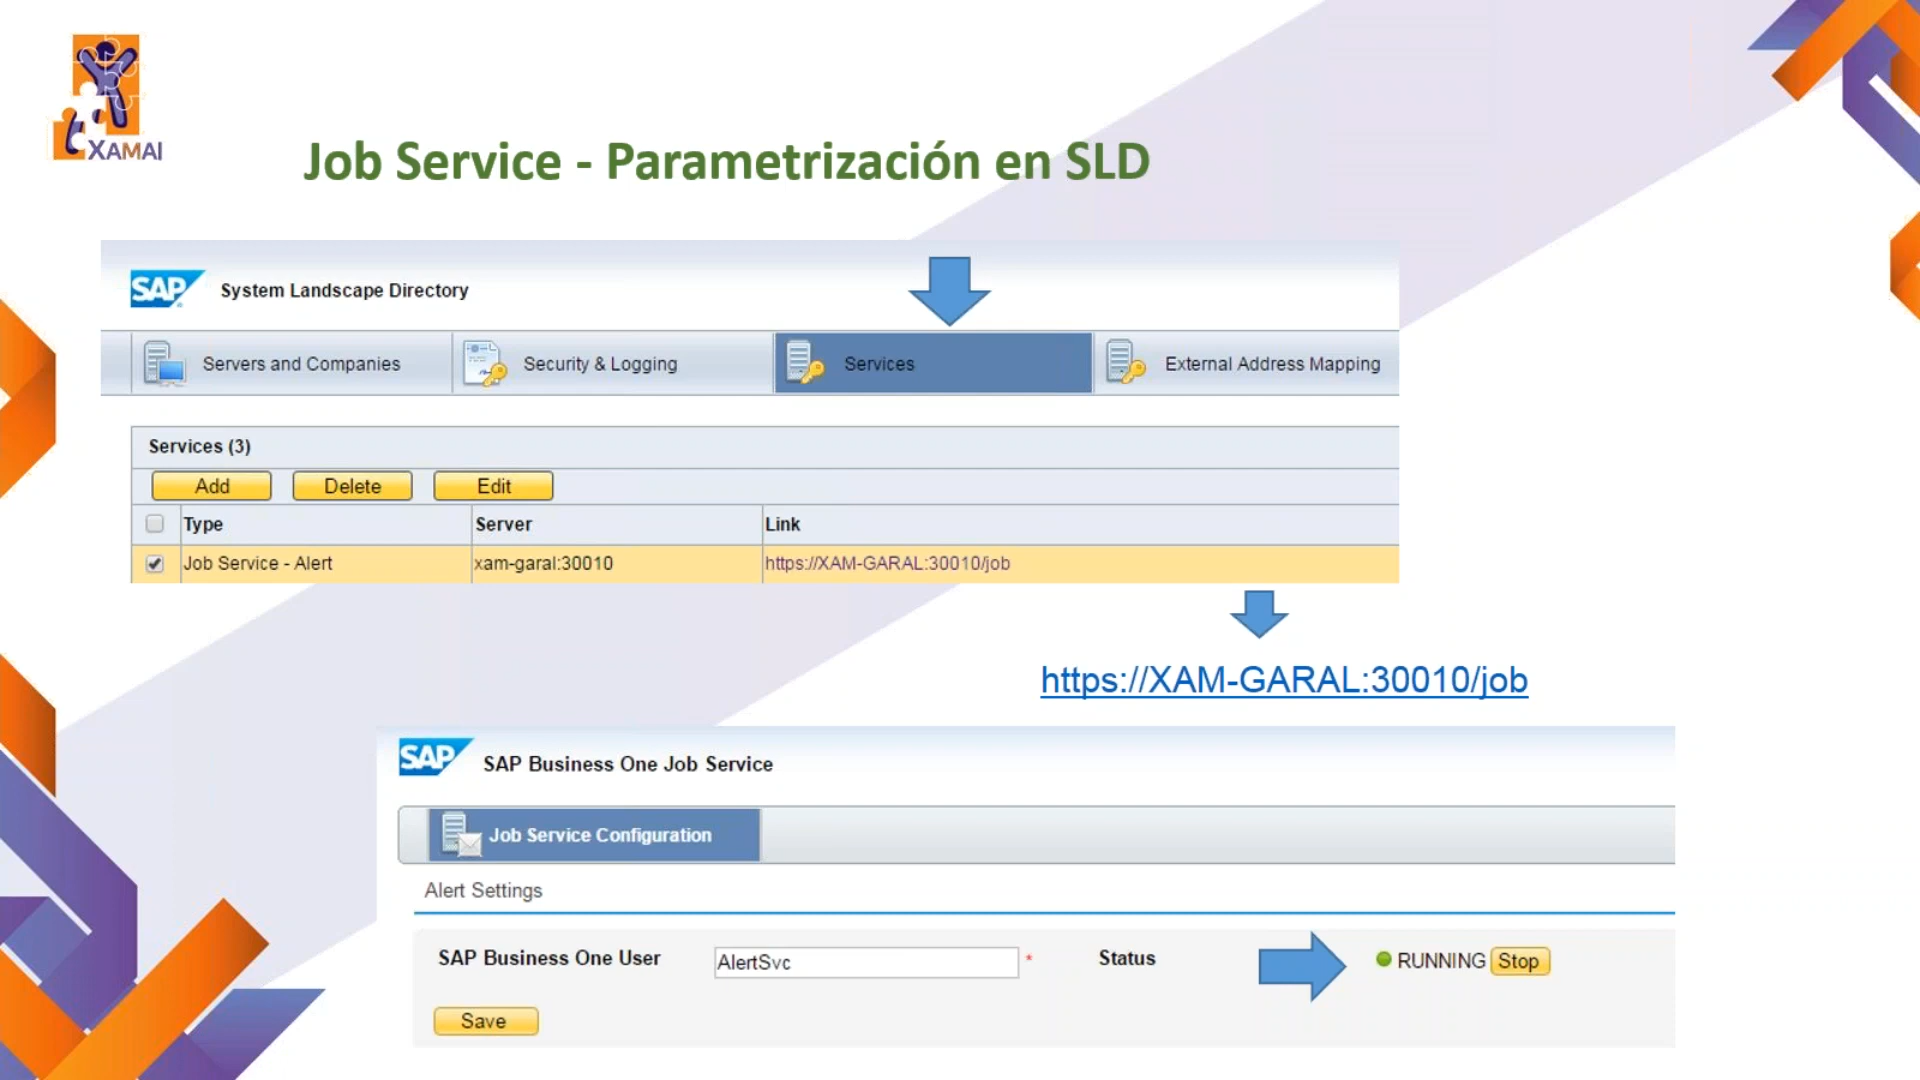 XAMAI
Job Service - Parametrización en SLD
SAP System Landscape Directory
Servers and Companies Security & Logging Services External Address Mapping
Services (3)
Add Delete Edit
Type Server Link
Job Service - Alert xam-garal:30010 https://XAM-GARAL:30010/job
https://XAM-GARAL:30010/job
SAP SAP Business One Job Service
Job Service Configuration
Alert Settings
SAP Business One User AlertSvc * Status RUNNING Stop
Save